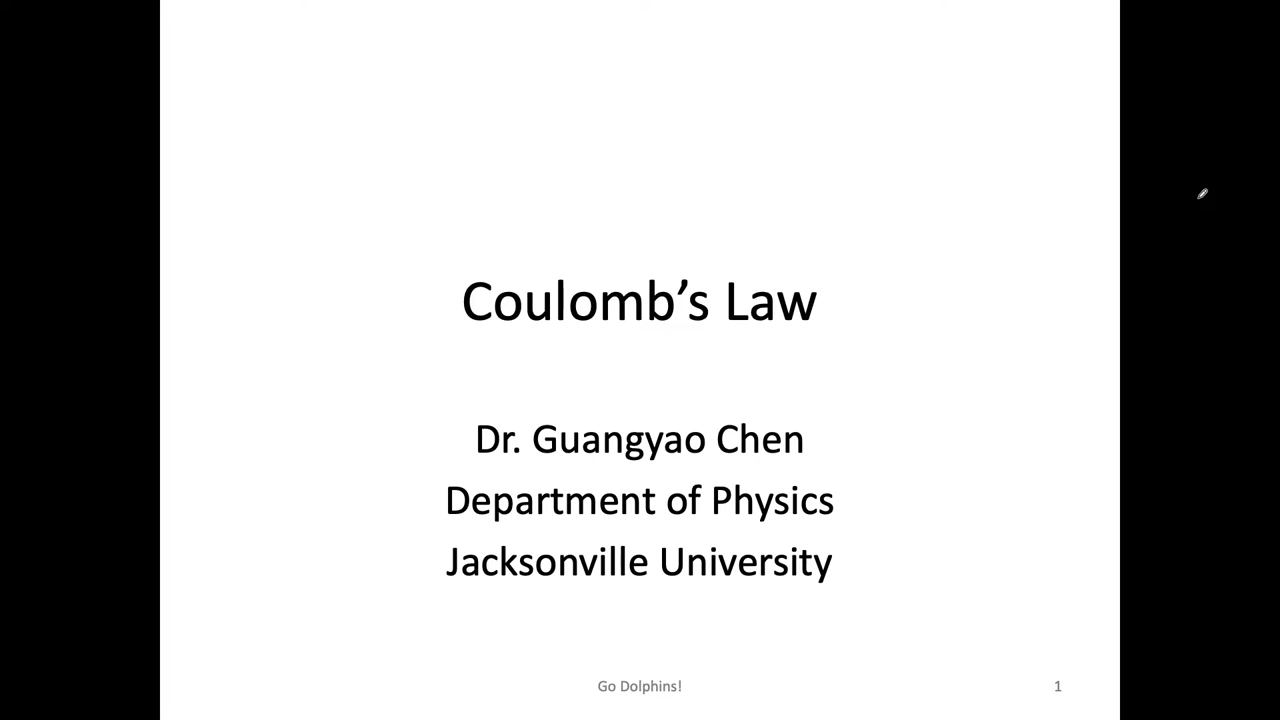 Coulomb’s Law
Dr. Guangyao Chen
Department of Physics
Jacksonville University
Go Dolphins!
1